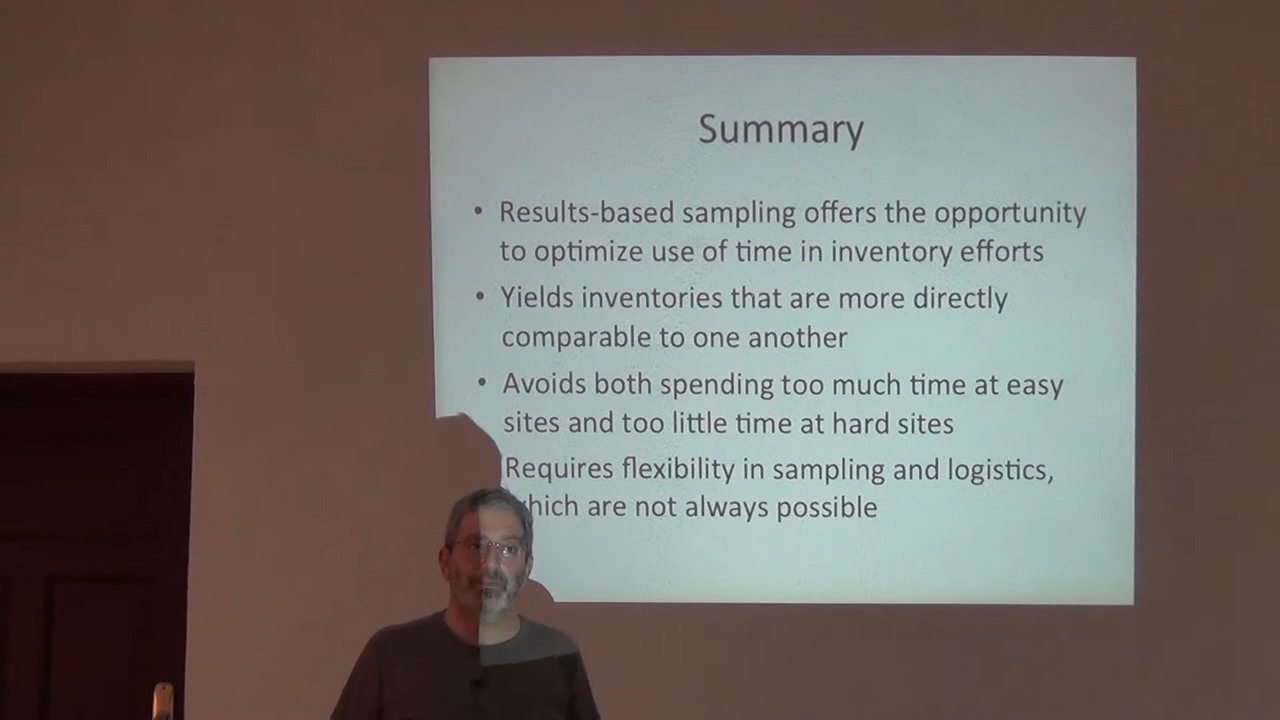 Summary
• Results-based sampling offers the opportunity
to optimize use of time in inventory efforts
• Yields inventories that are more directly
comparable to one another
• Avoids both spending too much time at easy
sites and too little time at hard sites
Requires flexibility in sampling and logistics,
which are not always possible